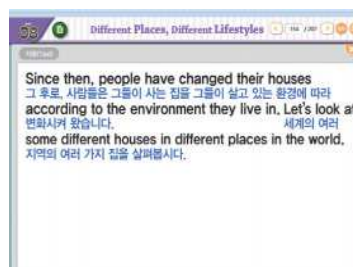 Different Places, Different Lifestyles
Since then, people have changed their houses
그 후로, 사람들은 그들이 사는 집을 그들이 살고 있는 환경에 따라
according to the environment they live in. Let's look at
변화시켜 왔습니다. 세계의 여러
some different houses in different places in the world.
지역의 여러 가지 집을 살펴봅시다.